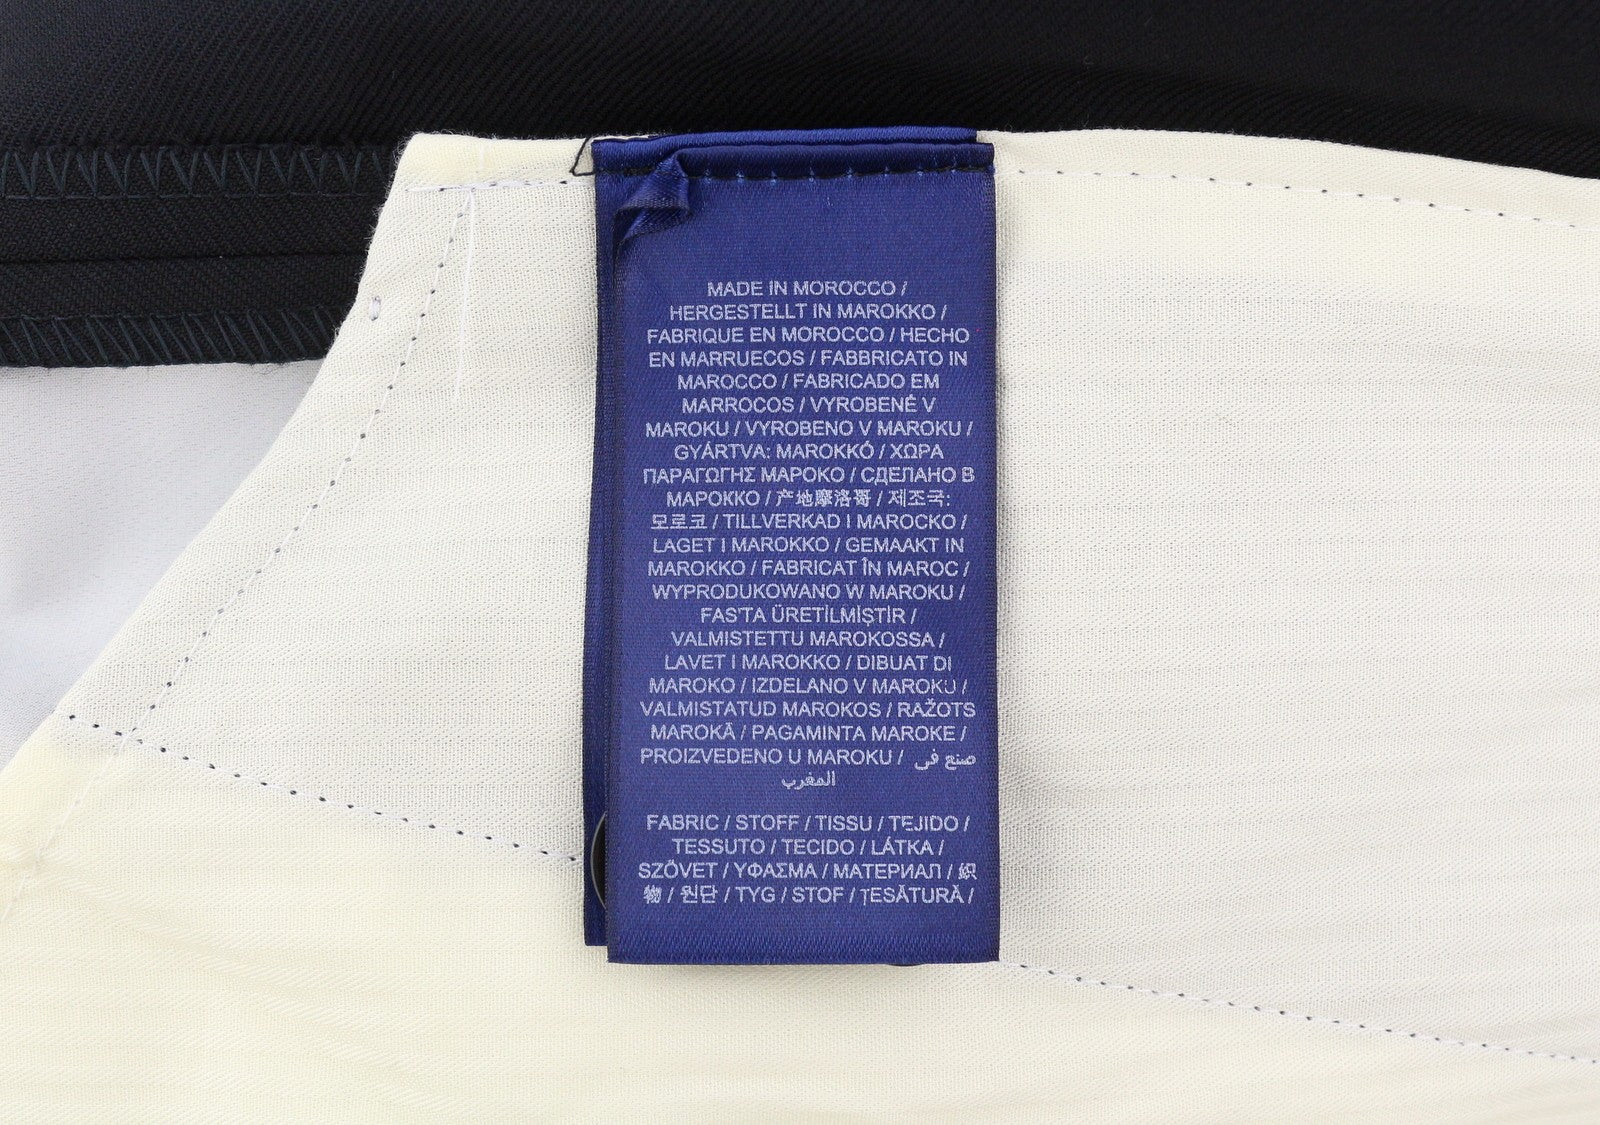 MADE IN MOROCCO /
HERGESTELLT IN MAROKKO /
FABRIQUE EN MOROCCO / HECHO
EN MARRUECOS / FABBRICATO IN
MAROCCO / FABRICADO EM
MARROCOS / VYROBENÉ V
MAROKU / VYROBENO V MAROKU /
GYÁRTVA: MAROKKÓ / ΧΩΡΑ
ΠΑΡΑΓΩΓΗΣ ΜΑΡΟΚΟ / СДЕЛАНО В
МАРОККО / 产地摩洛哥 / 제조국:
모로코 / TILLVERKAD I MAROCKO /
LAGET I MAROKKO / GEMAAKT IN
MAROKKO / FABRICAT ÎN MAROC /
WYPRODUKOWANO W MAROKU /
FAS'TA ÜRETİLMİŞTİR /
VALMISTETTU MAROKOSSA /
LAVET I MAROKKO / DIBUAT DI
MAROKO / IZDELANO V MAROKU /
VALMISTATUD MAROKOS / RAŽOTS
MAROKĀ / PAGAMINTA MAROKE /
PROIZVEDENO U MAROKU / صنع في
المغرب
FABRIC / STOFF / TISSU / TEJIDO /
TESSUTO / TECIDO / LÁTKA /
SZÖVET / ΥΦΑΣΜΑ / МАТЕРИАЛ / 織
物 / 원단 / TYG / STOF / ȚESĂTURĂ /